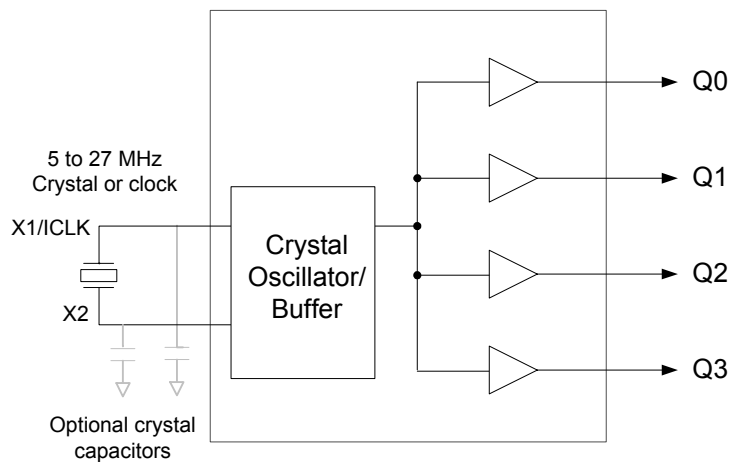 5 to 27 MHz
Crystal or clock
X1/ICLK
X2
Optional crystal
capacitors
Crystal
Oscillator/
Buffer
Q0
Q1
Q2
Q3